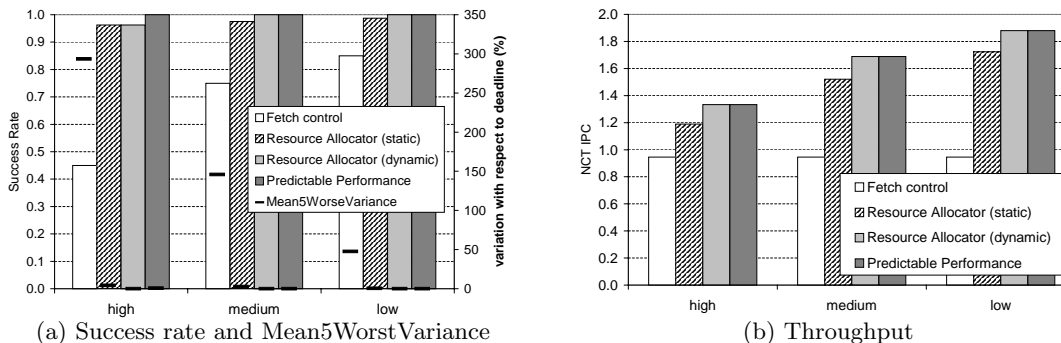 1.0
0.9
0.8
0.7
0.6
0.5
0.4
0.3
0.2
0.1
0.0
Success Rate
350
300
250
200
150
100
50
0
variation with respect to deadline (%)
Fetch control
Resource Allocator (static)
Resource Allocator (dynamic)
Predictable Performance
Mean5WorseVariance
high medium low
(a) Success rate and Mean5WorstVariance
2.0
1.8
1.6
1.4
1.2
1.0
0.8
0.6
0.4
0.2
0.0
NCT IPC
Fetch control
Resource Allocator (static)
Resource Allocator (dynamic)
Predictable Performance
high medium low
(b) Throughput